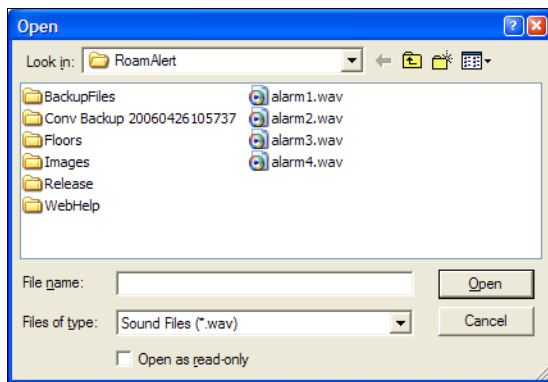 Open
Look in: RoamAlert
BackupFiles
Conv Backup 20060426105737
Floors
Images
Release
WebHelp
alarm1.wav
alarm2.wav
alarm3.wav
alarm4.wav
File name:
Open
Files of type: Sound Files (*.wav)
Cancel
Open as read-only